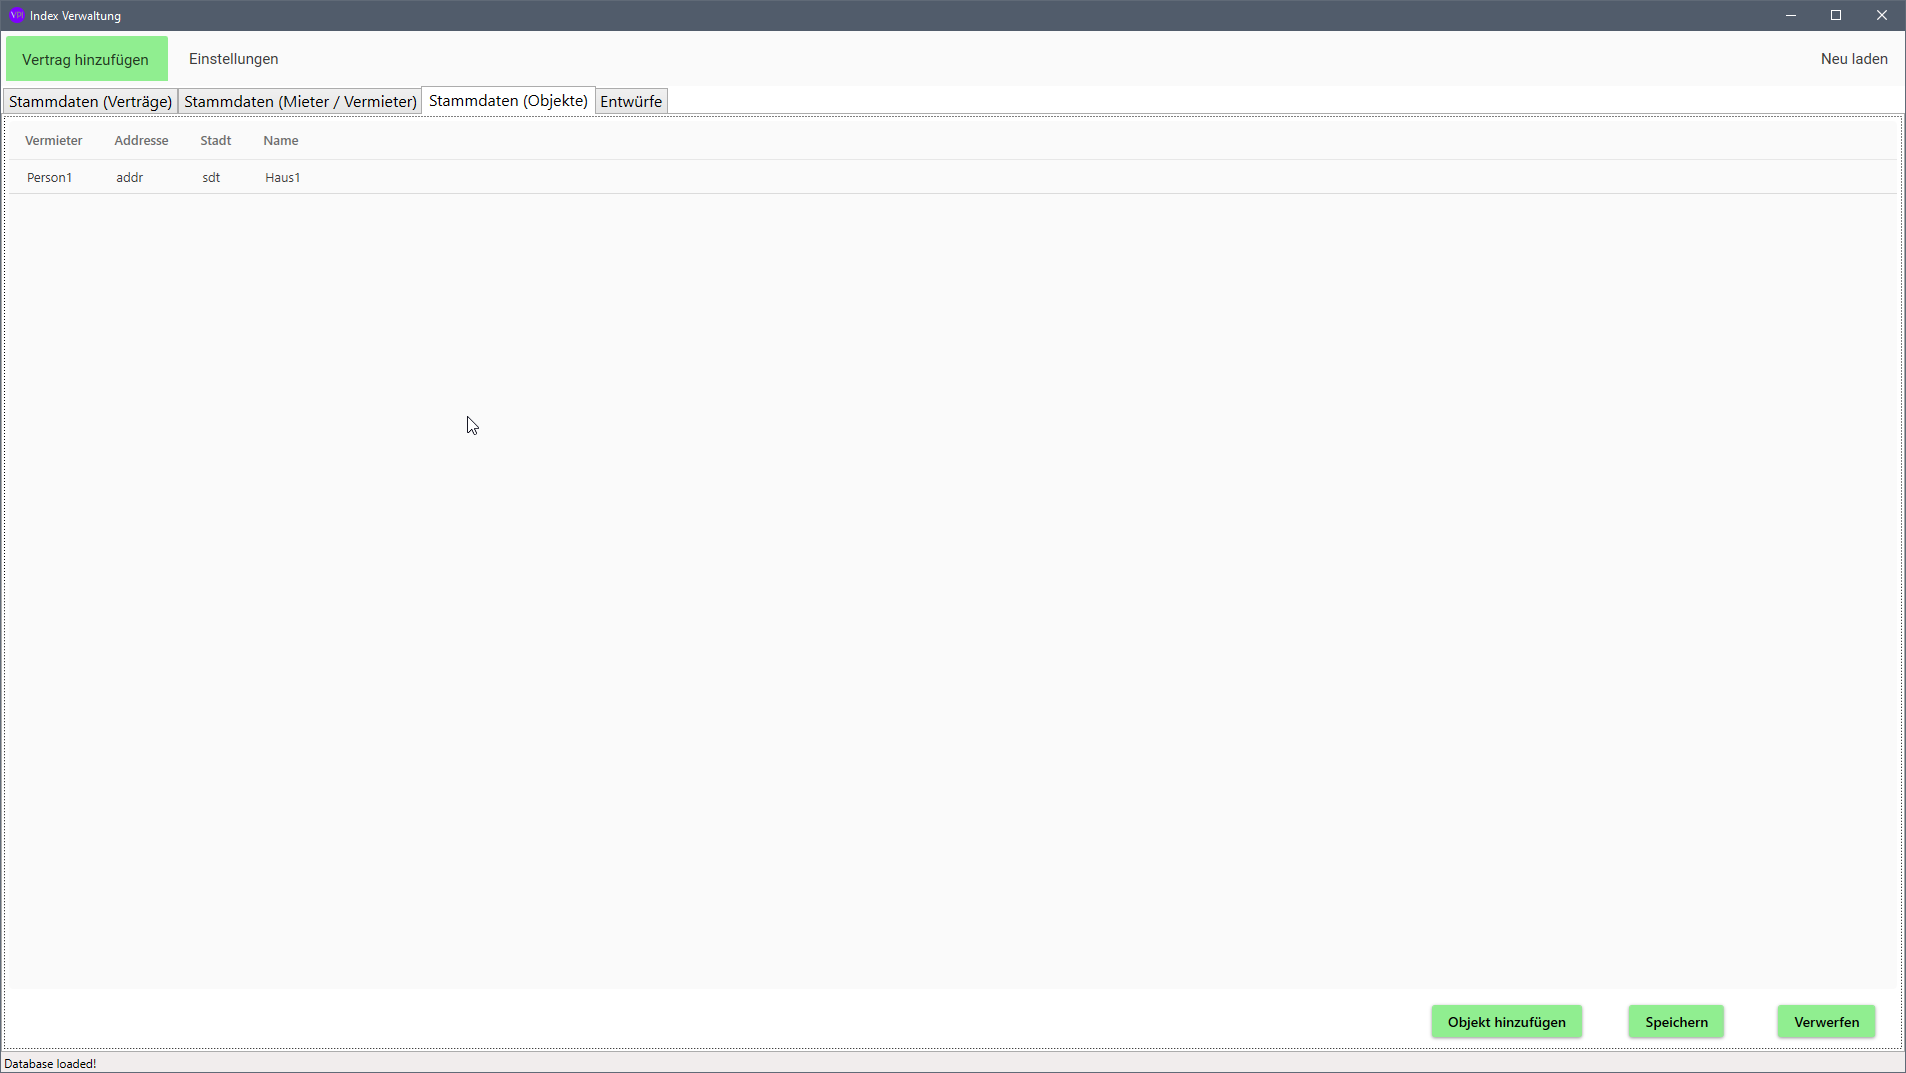 VPI Index Verwaltung
Vertrag hinzufügen Einstellungen Neu laden
Stammdaten (Verträge) Stammdaten (Mieter / Vermieter) Stammdaten (Objekte) Entwürfe
Vermieter Addresse Stadt Name
Person1 addr sdt Haus1
Objekt hinzufügen Speichern Verwerfen
Database loaded!